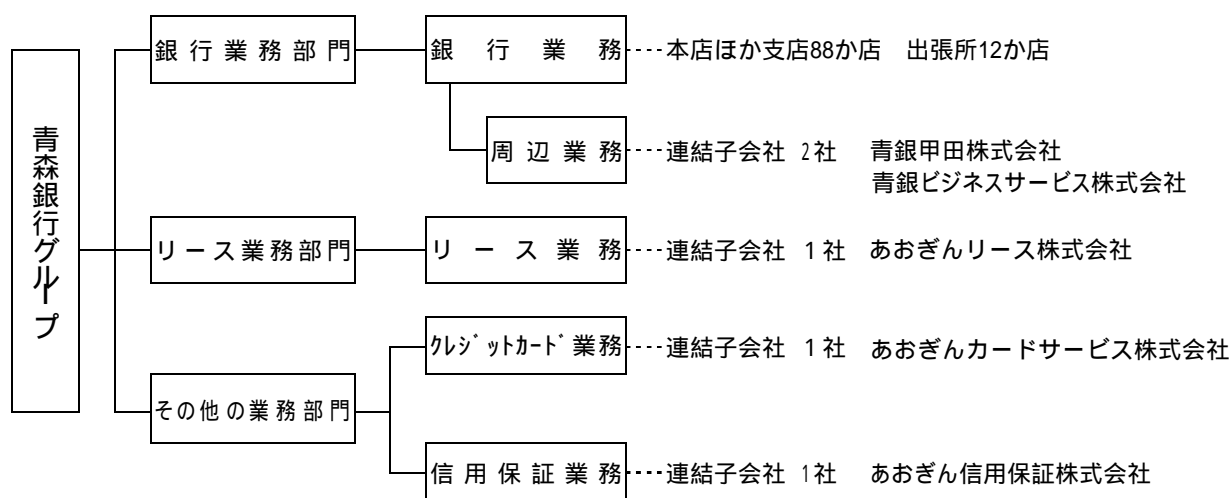 青森銀行グループ
銀行業務部門
銀行業務
本店ほか支店88か店 出張所12か店
周辺業務
連結子会社 2社 青銀甲田株式会社
青銀ビジネスサービス株式会社
リース業務部門
リース業務
連結子会社 1社 あおぎんリース株式会社
その他の業務部門
クレジットカード業務
連結子会社 1社 あおぎんカードサービス株式会社
信用保証業務
連結子会社 1社 あおぎん信用保証株式会社